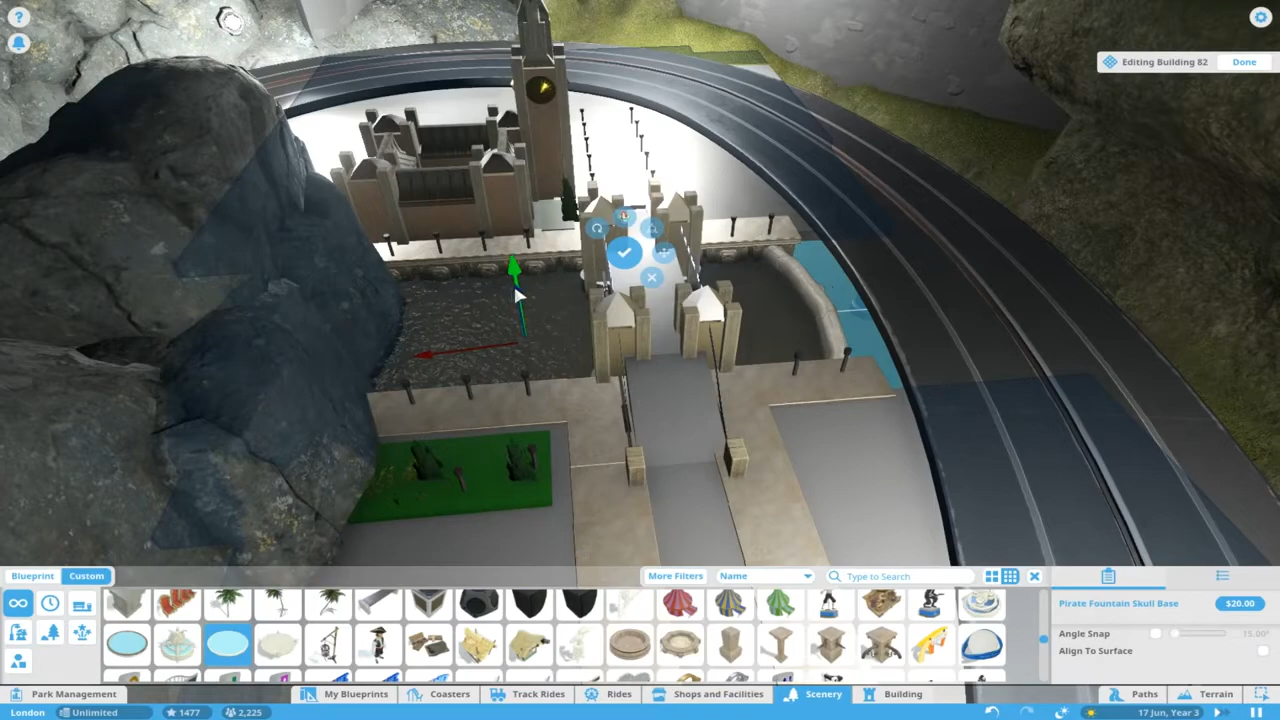 ?
Editing Building 82 Done
Blueprint Custom More Filters Name Type to Search
Pirate Fountain Skull Base $20.00
Angle Snap 15.00°
Align To Surface
Park Management My Blueprints Coasters Track Rides Rides Shops and Facilities Scenery Building Paths Terrain
London Unlimited 1477 2,225 17 Jun, Year 3